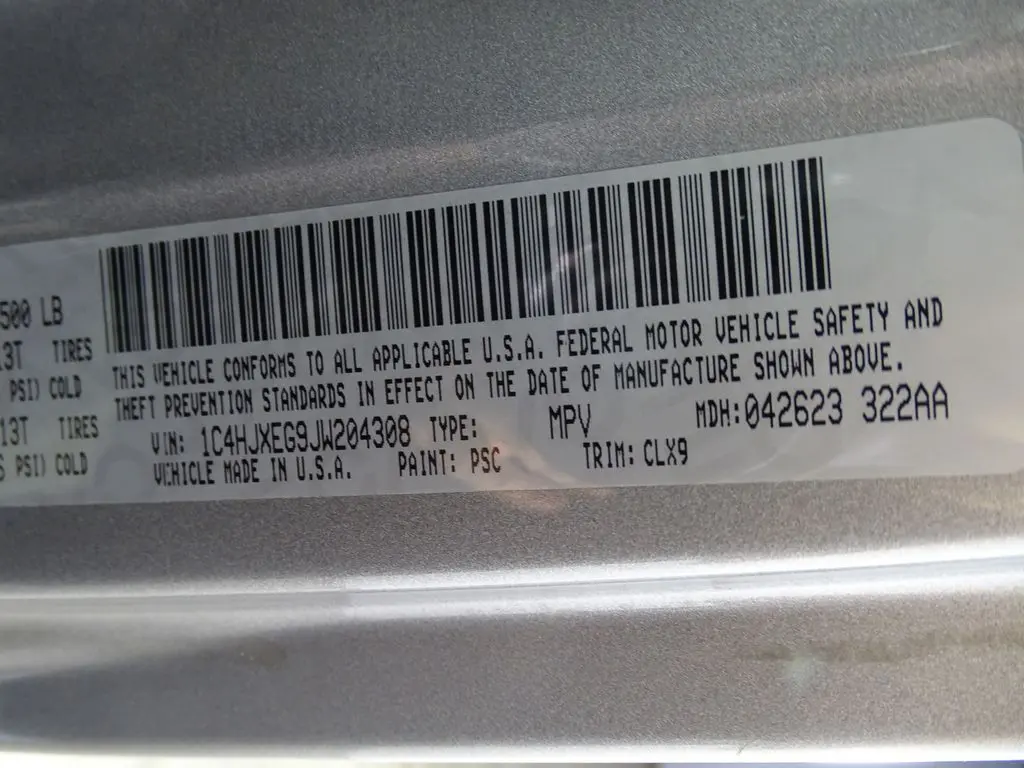 500 LB
13T TIRES
PSI) COLD
13T TIRES
PSI) COLD
THIS VEHICLE CONFORMS TO ALL APPLICABLE U.S.A. FEDERAL MOTOR VEHICLE SAFETY AND
THEFT PREVENTION STANDARDS IN EFFECT ON THE DATE OF MANUFACTURE SHOWN ABOVE.
VIN: 1C4HJXEG9JW204308 TYPE: MPV MDH:042623 322AA
VEHICLE MADE IN U.S.A. PAINT: PSC TRIM: CLX9